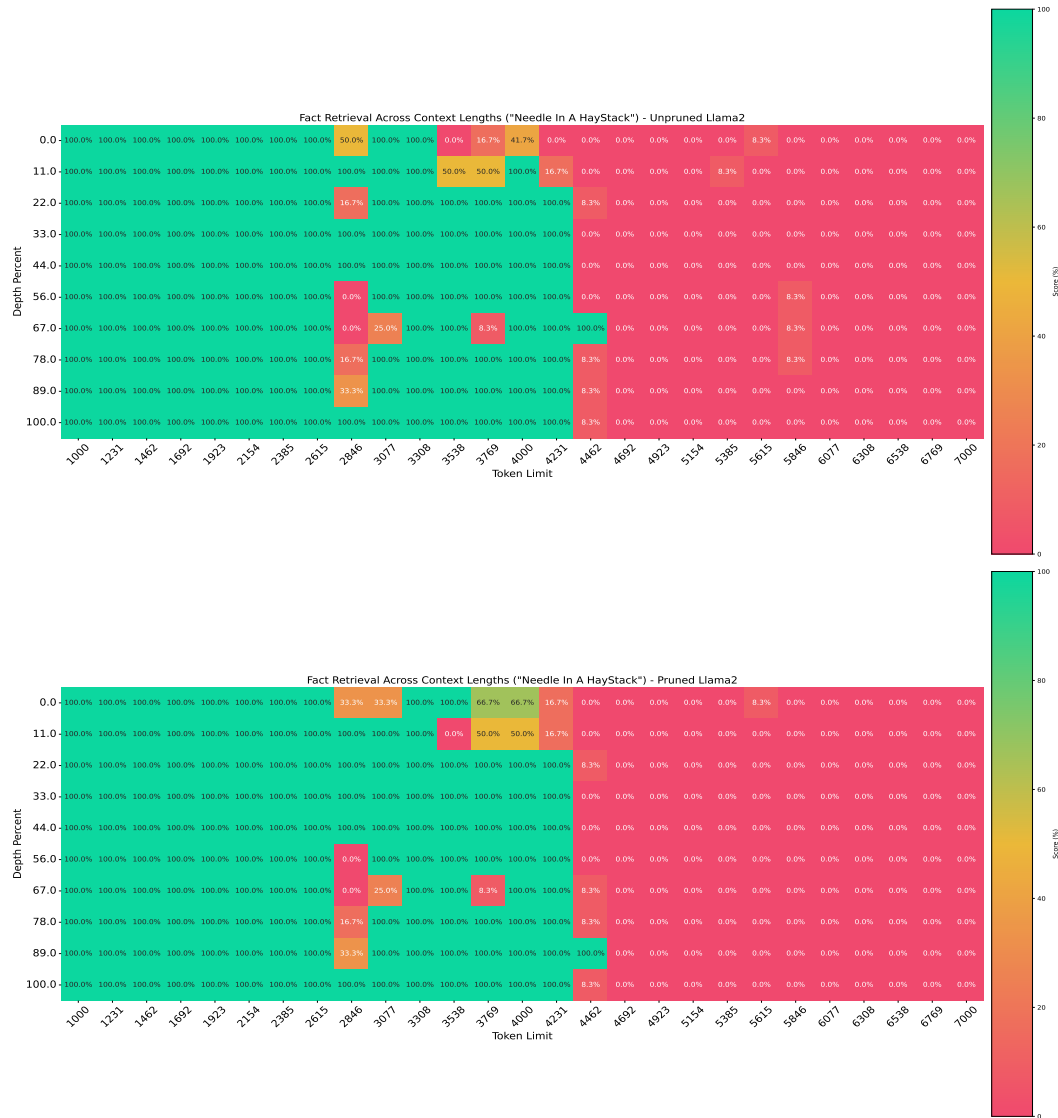 Fact Retrieval Across Context Lengths ("Needle In A HayStack") - Unpruned Llama2
0.0 100.0% 100.0% 100.0% 100.0% 100.0% 100.0% 100.0% 100.0% 50.0% 100.0% 100.0% 0.0% 16.7% 41.7% 0.0% 0.0% 0.0% 0.0% 0.0% 0.0% 8.3% 0.0% 0.0% 0.0% 0.0% 0.0% 0.0%
11.0 100.0% 100.0% 100.0% 100.0% 100.0% 100.0% 100.0% 100.0% 100.0% 100.0% 100.0% 50.0% 50.0% 100.0% 16.7% 0.0% 0.0% 0.0% 0.0% 8.3% 0.0% 0.0% 0.0% 0.0% 0.0% 0.0% 0.0%
22.0 100.0% 100.0% 100.0% 100.0% 100.0% 100.0% 100.0% 100.0% 16.7% 100.0% 100.0% 100.0% 100.0% 100.0% 100.0% 8.3% 0.0% 0.0% 0.0% 0.0% 0.0% 0.0% 0.0% 0.0% 0.0% 0.0% 0.0%
33.0 100.0% 100.0% 100.0% 100.0% 100.0% 100.0% 100.0% 100.0% 100.0% 100.0% 100.0% 100.0% 100.0% 100.0% 100.0% 0.0% 0.0% 0.0% 0.0% 0.0% 0.0% 0.0% 0.0% 0.0% 0.0% 0.0% 0.0%
44.0 100.0% 100.0% 100.0% 100.0% 100.0% 100.0% 100.0% 100.0% 100.0% 100.0% 100.0% 100.0% 100.0% 100.0% 100.0% 0.0% 0.0% 0.0% 0.0% 0.0% 0.0% 0.0% 0.0% 0.0% 0.0% 0.0% 0.0%
56.0 100.0% 100.0% 100.0% 100.0% 100.0% 100.0% 100.0% 100.0% 0.0% 100.0% 100.0% 100.0% 100.0% 100.0% 100.0% 0.0% 0.0% 0.0% 0.0% 0.0% 0.0% 8.3% 0.0% 0.0% 0.0% 0.0% 0.0%
67.0 100.0% 100.0% 100.0% 100.0% 100.0% 100.0% 100.0% 100.0% 0.0% 25.0% 100.0% 100.0% 8.3% 100.0% 100.0% 100.0% 0.0% 0.0% 0.0% 0.0% 0.0% 8.3% 0.0% 0.0% 0.0% 0.0% 0.0%
78.0 100.0% 100.0% 100.0% 100.0% 100.0% 100.0% 100.0% 100.0% 16.7% 100.0% 100.0% 100.0% 100.0% 100.0% 100.0% 8.3% 0.0% 0.0% 0.0% 0.0% 0.0% 8.3% 0.0% 0.0% 0.0% 0.0% 0.0%
89.0 100.0% 100.0% 100.0% 100.0% 100.0% 100.0% 100.0% 100.0% 33.3% 100.0% 100.0% 100.0% 100.0% 100.0% 100.0% 8.3% 0.0% 0.0% 0.0% 0.0% 0.0% 0.0% 0.0% 0.0% 0.0% 0.0% 0.0%
100.0 100.0% 100.0% 100.0% 100.0% 100.0% 100.0% 100.0% 100.0% 100.0% 100.0% 100.0% 100.0% 100.0% 100.0% 100.0% 8.3% 0.0% 0.0% 0.0% 0.0% 0.0% 0.0% 0.0% 0.0% 0.0% 0.0% 0.0%
Depth Percent
1000 1231 1462 1692 1923 2154 2385 2615 2846 3077 3308 3538 3769 4000 4231 4462 4692 4923 5154 5385 5615 5846 6077 6308 6538 6769 7000
Token Limit
100
80
60
40
20
0
Score (%)
Fact Retrieval Across Context Lengths ("Needle In A HayStack") - Pruned Llama2
0.0 100.0% 100.0% 100.0% 100.0% 100.0% 100.0% 100.0% 100.0% 33.3% 33.3% 100.0% 100.0% 66.7% 66.7% 16.7% 0.0% 0.0% 0.0% 0.0% 0.0% 8.3% 0.0% 0.0% 0.0% 0.0% 0.0% 0.0%
11.0 100.0% 100.0% 100.0% 100.0% 100.0% 100.0% 100.0% 100.0% 100.0% 100.0% 100.0% 0.0% 50.0% 50.0% 16.7% 0.0% 0.0% 0.0% 0.0% 0.0% 0.0% 0.0% 0.0% 0.0% 0.0% 0.0% 0.0%
22.0 100.0% 100.0% 100.0% 100.0% 100.0% 100.0% 100.0% 100.0% 100.0% 100.0% 100.0% 100.0% 100.0% 100.0% 100.0% 8.3% 0.0% 0.0% 0.0% 0.0% 0.0% 0.0% 0.0% 0.0% 0.0% 0.0% 0.0%
33.0 100.0% 100.0% 100.0% 100.0% 100.0% 100.0% 100.0% 100.0% 100.0% 100.0% 100.0% 100.0% 100.0% 100.0% 100.0% 0.0% 0.0% 0.0% 0.0% 0.0% 0.0% 0.0% 0.0% 0.0% 0.0% 0.0% 0.0%
44.0 100.0% 100.0% 100.0% 100.0% 100.0% 100.0% 100.0% 100.0% 100.0% 100.0% 100.0% 100.0% 100.0% 100.0% 100.0% 0.0% 0.0% 0.0% 0.0% 0.0% 0.0% 0.0% 0.0% 0.0% 0.0% 0.0% 0.0%
56.0 100.0% 100.0% 100.0% 100.0% 100.0% 100.0% 100.0% 100.0% 0.0% 100.0% 100.0% 100.0% 100.0% 100.0% 100.0% 0.0% 0.0% 0.0% 0.0% 0.0% 0.0% 0.0% 0.0% 0.0% 0.0% 0.0% 0.0%
67.0 100.0% 100.0% 100.0% 100.0% 100.0% 100.0% 100.0% 100.0% 0.0% 25.0% 100.0% 100.0% 8.3% 100.0% 100.0% 8.3% 0.0% 0.0% 0.0% 0.0% 0.0% 0.0% 0.0% 0.0% 0.0% 0.0% 0.0%
78.0 100.0% 100.0% 100.0% 100.0% 100.0% 100.0% 100.0% 100.0% 16.7% 100.0% 100.0% 100.0% 100.0% 100.0% 100.0% 8.3% 0.0% 0.0% 0.0% 0.0% 0.0% 0.0% 0.0% 0.0% 0.0% 0.0% 0.0%
89.0 100.0% 100.0% 100.0% 100.0% 100.0% 100.0% 100.0% 100.0% 33.3% 100.0% 100.0% 100.0% 100.0% 100.0% 100.0% 100.0% 0.0% 0.0% 0.0% 0.0% 0.0% 0.0% 0.0% 0.0% 0.0% 0.0% 0.0%
100.0 100.0% 100.0% 100.0% 100.0% 100.0% 100.0% 100.0% 100.0% 100.0% 100.0% 100.0% 100.0% 100.0% 100.0% 100.0% 8.3% 0.0% 0.0% 0.0% 0.0% 0.0% 0.0% 0.0% 0.0% 0.0% 0.0% 0.0%
Depth Percent
1000 1231 1462 1692 1923 2154 2385 2615 2846 3077 3308 3538 3769 4000 4231 4462 4692 4923 5154 5385 5615 5846 6077 6308 6538 6769 7000
Token Limit
100
80
60
40
20
0
Score (%)